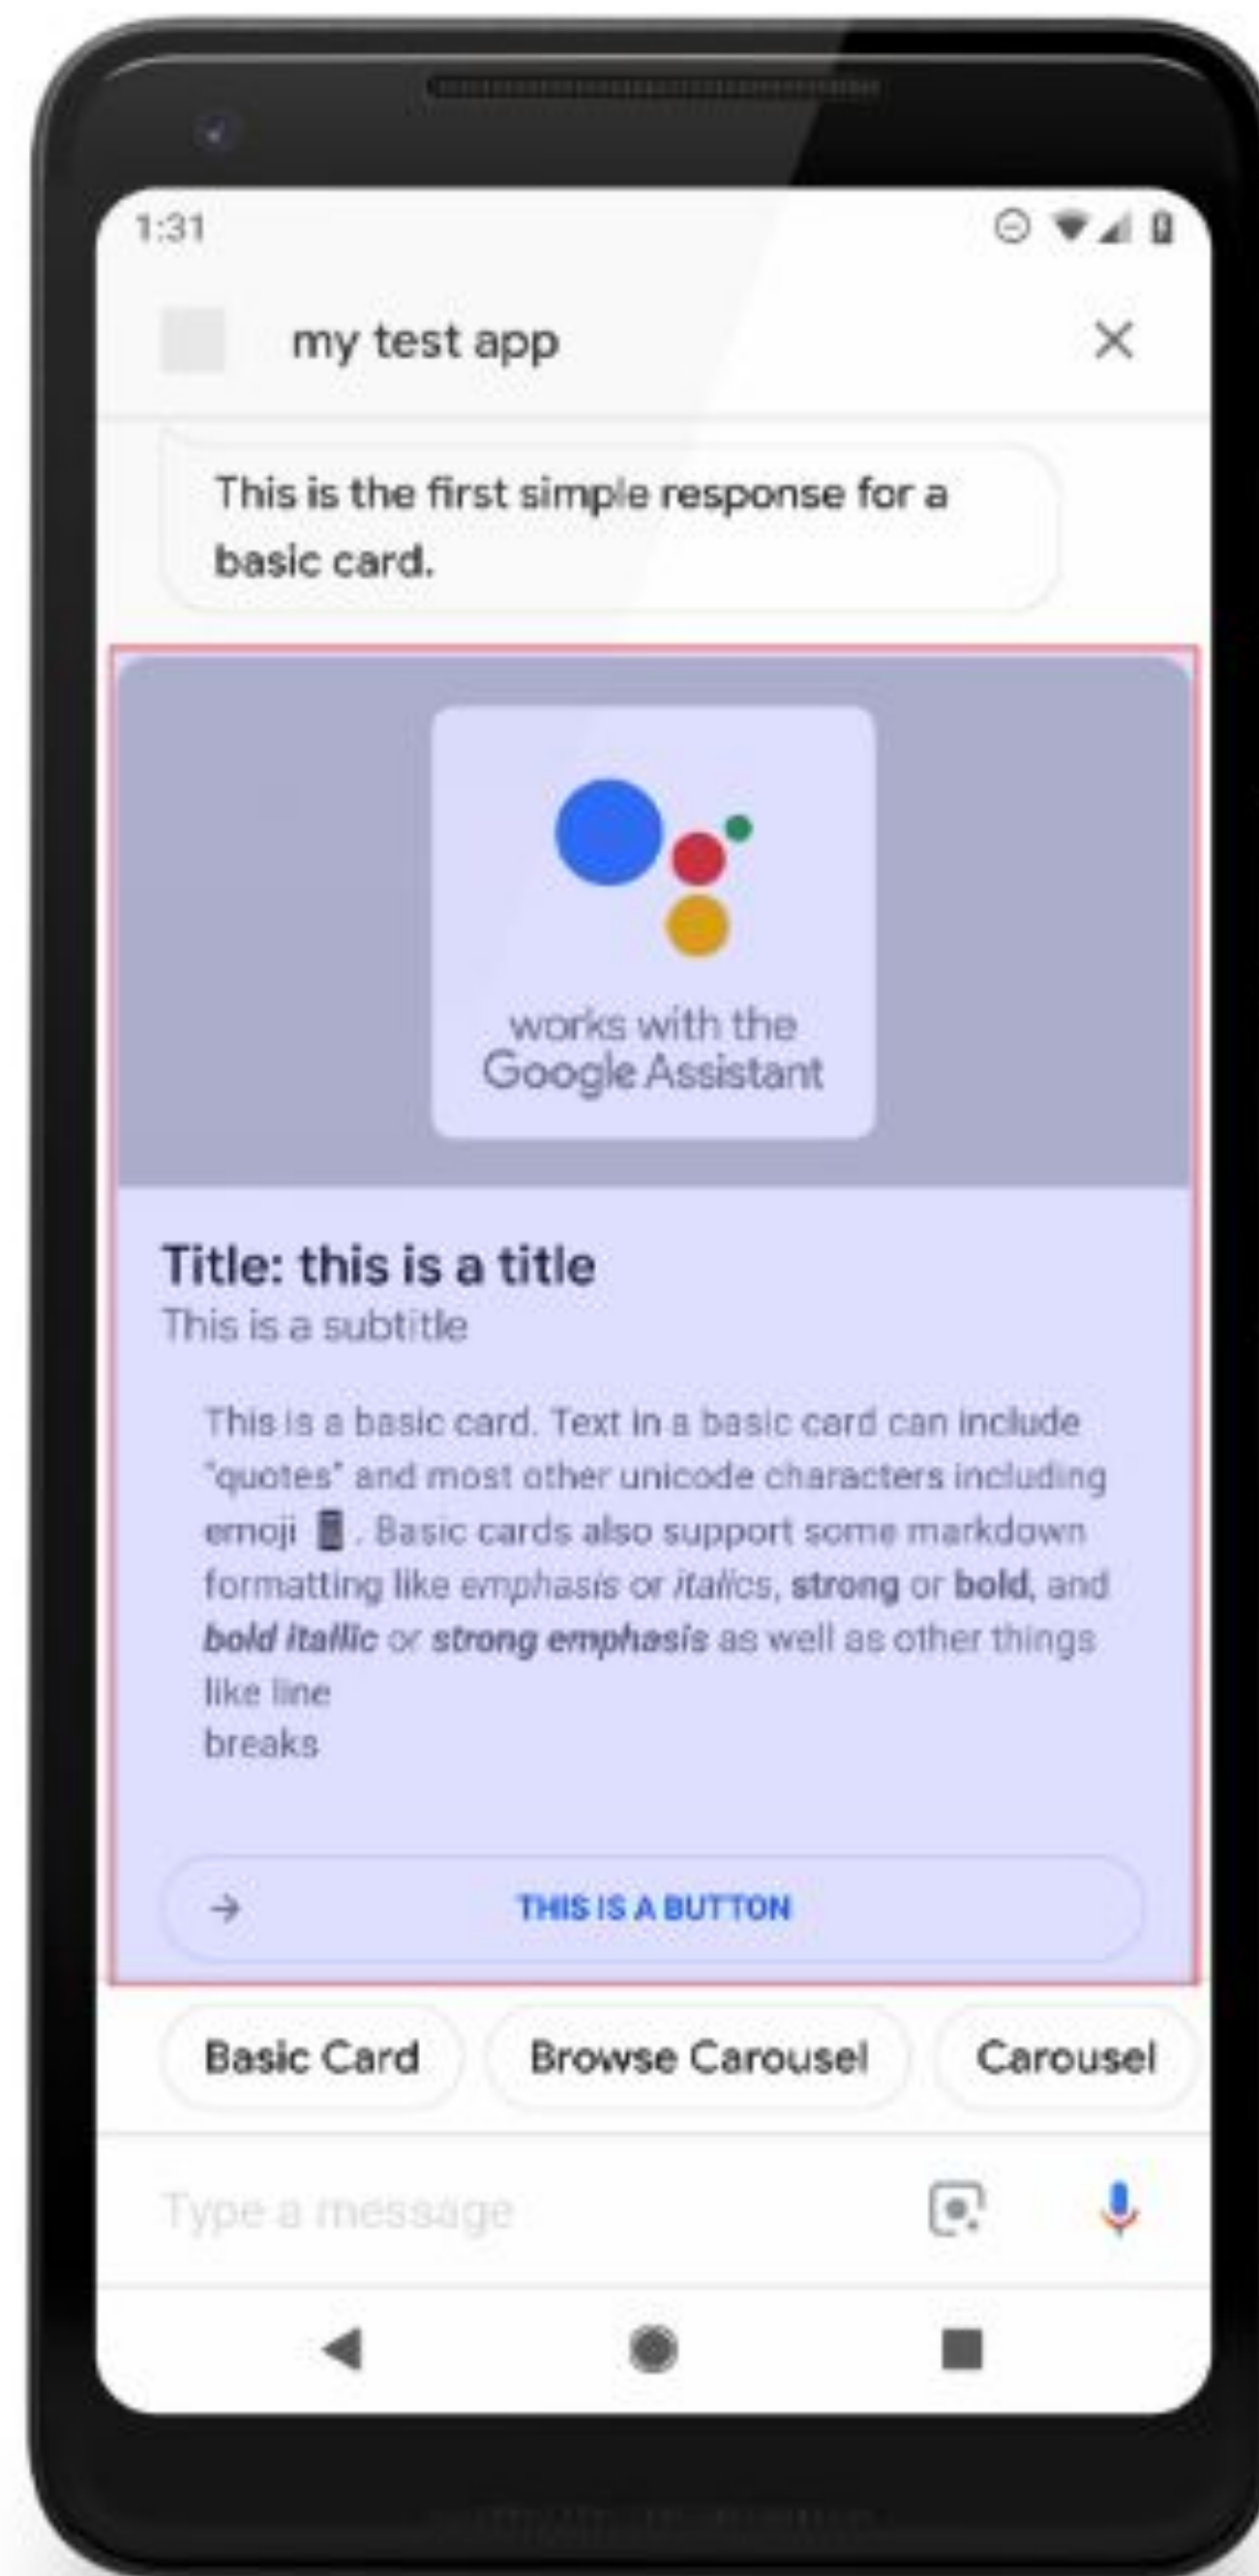 1:31
my test app
This is the first simple response for a
basic card.
works with the
Google Assistant
Title: this is a title
This is a subtitle
This is a basic card. Text in a basic card can include
"quotes" and most other unicode characters including
emoji 📱. Basic cards also support some markdown
formatting like emphasis or italics, strong or bold, and
bold itallic or strong emphasis as well as other things
like line
breaks
THIS IS A BUTTON
Basic Card
Browse Carousel
Carousel
Type a message